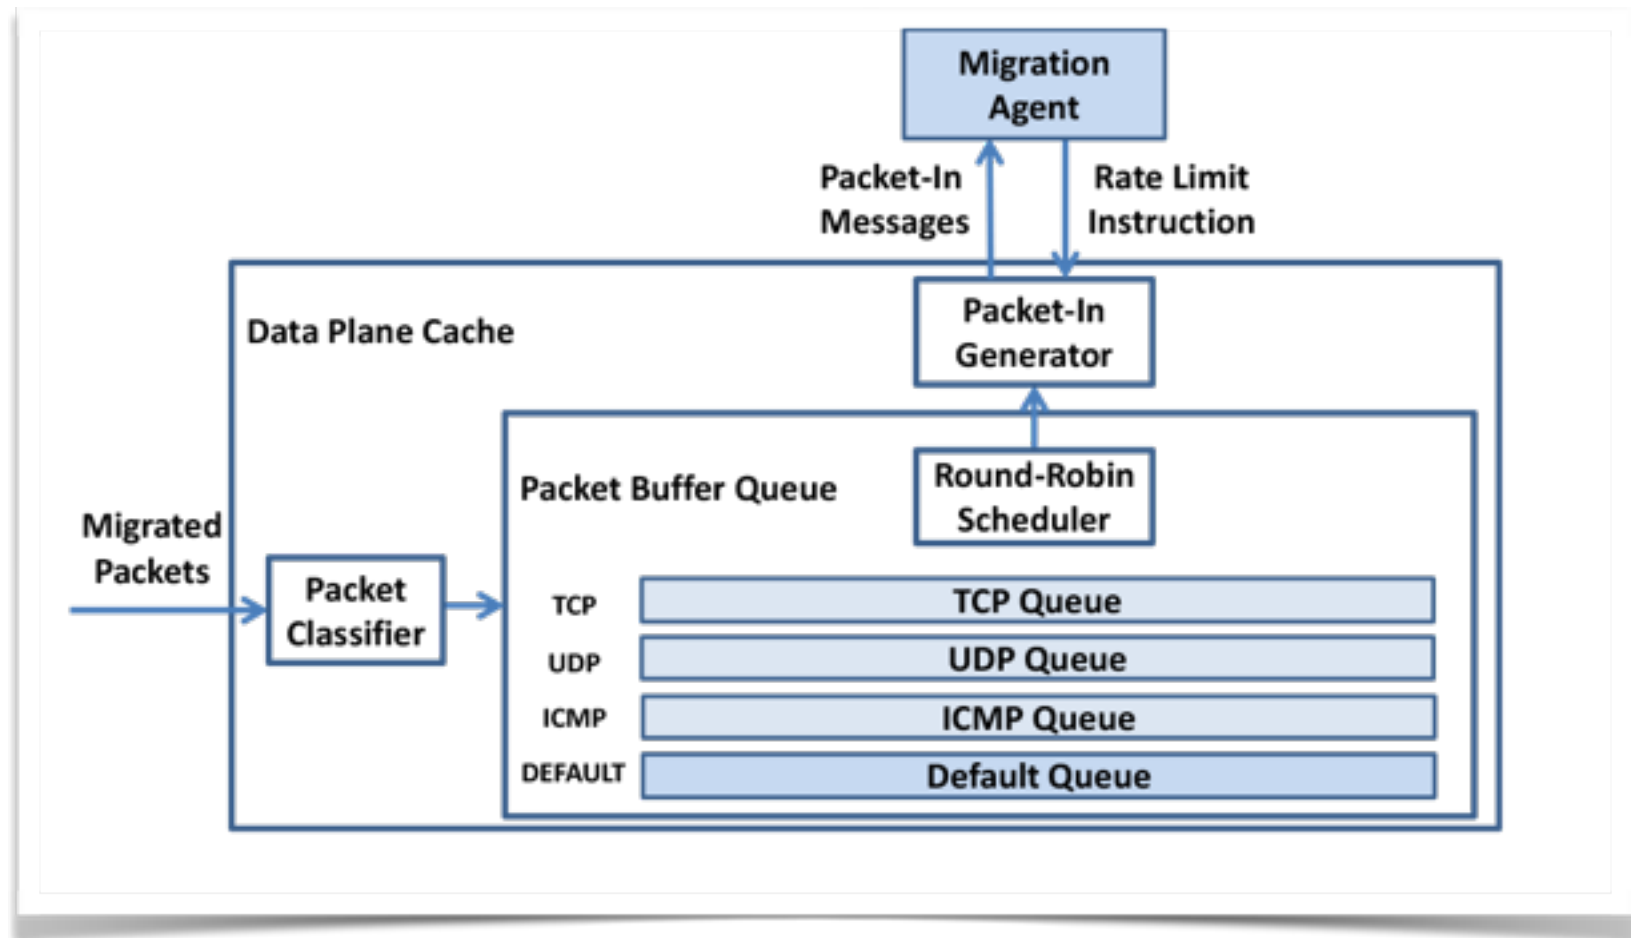 Migration
Agent
Packet-In
Messages
Rate Limit
Instruction
Data Plane Cache
Packet-In
Generator
Packet Buffer Queue
Round-Robin
Scheduler
Migrated
Packets
Packet
Classifier
TCP
TCP Queue
UDP
UDP Queue
ICMP
ICMP Queue
DEFAULT
Default Queue